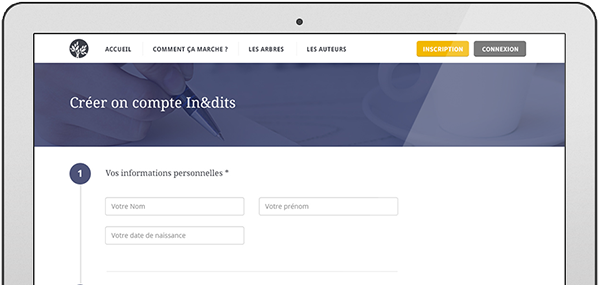 ACCUEIL COMMENT ÇA MARCHE ? LES ARBRES LES AUTEURS INSCRIPTION CONNEXION
Créer on compte In&dits
1 Vos informations personnelles *
Votre Nom Votre prénom
Votre date de naissance